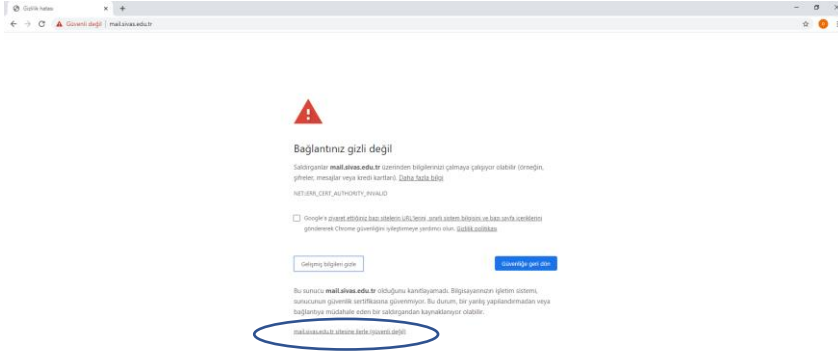 Gizlilik hatası
Güvenli değil | mail.sivas.edu.tr
Bağlantınız gizli değil
Saldırganlar mail.sivas.edu.tr üzerinden bilgilerinizi çalmaya çalışıyor olabilir (örneğin,
şifreler, mesajlar veya kredi kartları). Daha fazla bilgi
NET::ERR_CERT_AUTHORITY_INVALID
Google'a ziyaret ettiğiniz bazı sitelerin URL'lerini, sınırlı sistem bilgisini ve bazı sayfa içeriklerini
göndererek Chrome güvenliğini iyileştirmeye yardımcı olun. Gizlilik politikası
Gelişmiş bilgileri gizle
Güvenliğe geri dön
Bu sunucu mail.sivas.edu.tr olduğunu kanıtlayamadı. Bilgisayarınızın işletim sistemi,
sunucunun güvenlik sertifikasına güvenmiyor. Bu durum, bir yanlış yapılandırmadan veya
bağlantıya müdahale eden bir saldırgandan kaynaklanıyor olabilir.
mail.sivas.edu.tr sitesine ilerle (güvenli değil)